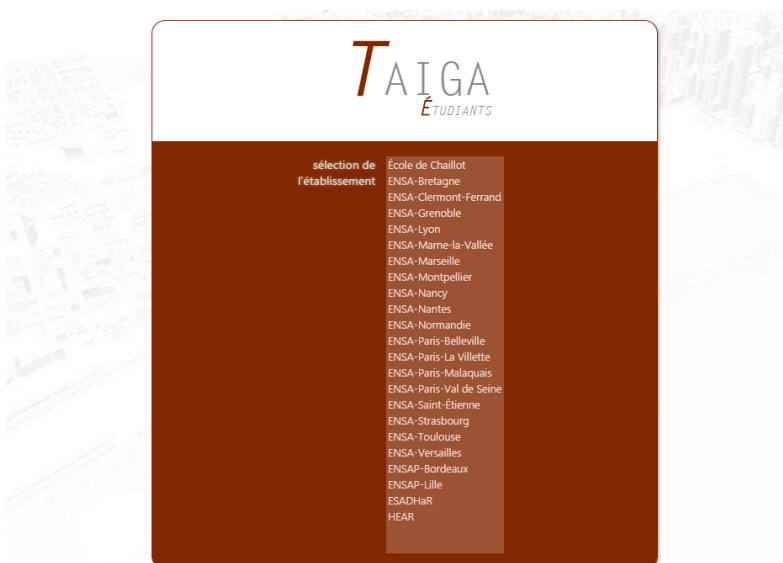 TAIGA
ÉTUDIANTS
sélection de
l'établissement
École de Chaillot
ENSA-Bretagne
ENSA-Clermont-Ferrand
ENSA-Grenoble
ENSA-Lyon
ENSA-Marne-la-Vallée
ENSA-Marseille
ENSA-Montpellier
ENSA-Nancy
ENSA-Nantes
ENSA-Normandie
ENSA-Paris-Belleville
ENSA-Paris-La Villette
ENSA-Paris-Malaquais
ENSA-Paris-Val de Seine
ENSA-Saint-Étienne
ENSA-Strasbourg
ENSA-Toulouse
ENSA-Versailles
ENSAP-Bordeaux
ENSAP-Lille
ESADHaR
HEAR